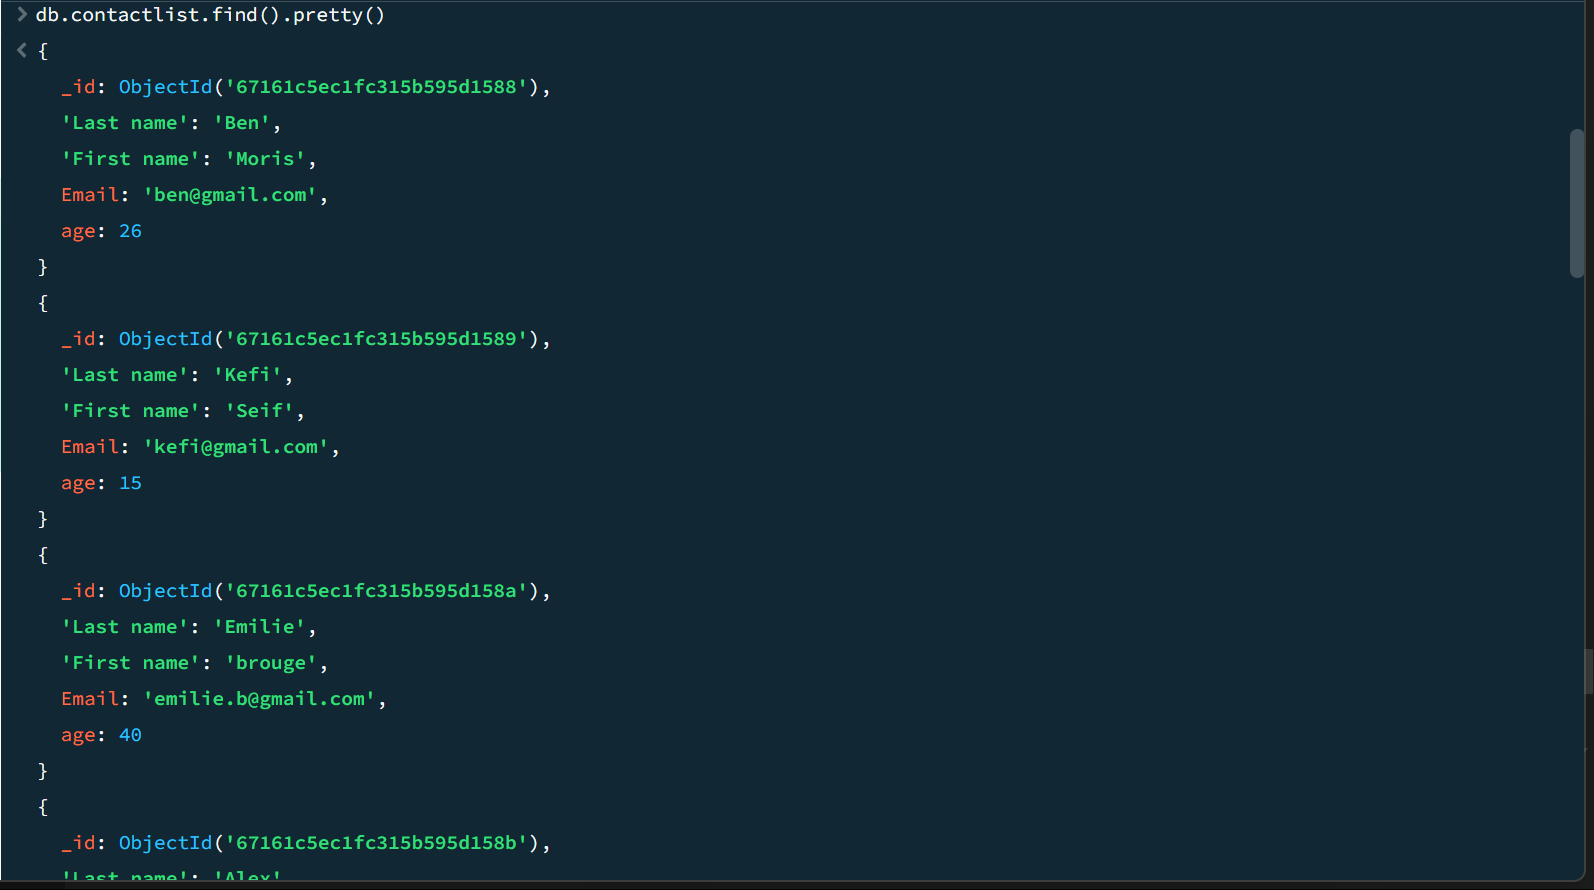 > db.contactlist.find().pretty()
< {
_id: ObjectId('67161c5ec1fc315b595d1588'),
'Last name': 'Ben',
'First name': 'Moris',
Email: 'ben@gmail.com',
age: 26
}
{
_id: ObjectId('67161c5ec1fc315b595d1589'),
'Last name': 'Kefi',
'First name': 'Seif',
Email: 'kefi@gmail.com',
age: 15
}
{
_id: ObjectId('67161c5ec1fc315b595d158a'),
'Last name': 'Emilie',
'First name': 'brouge',
Email: 'emilie.b@gmail.com',
age: 40
}
{
_id: ObjectId('67161c5ec1fc315b595d158b'),
'Last name': 'Alex'